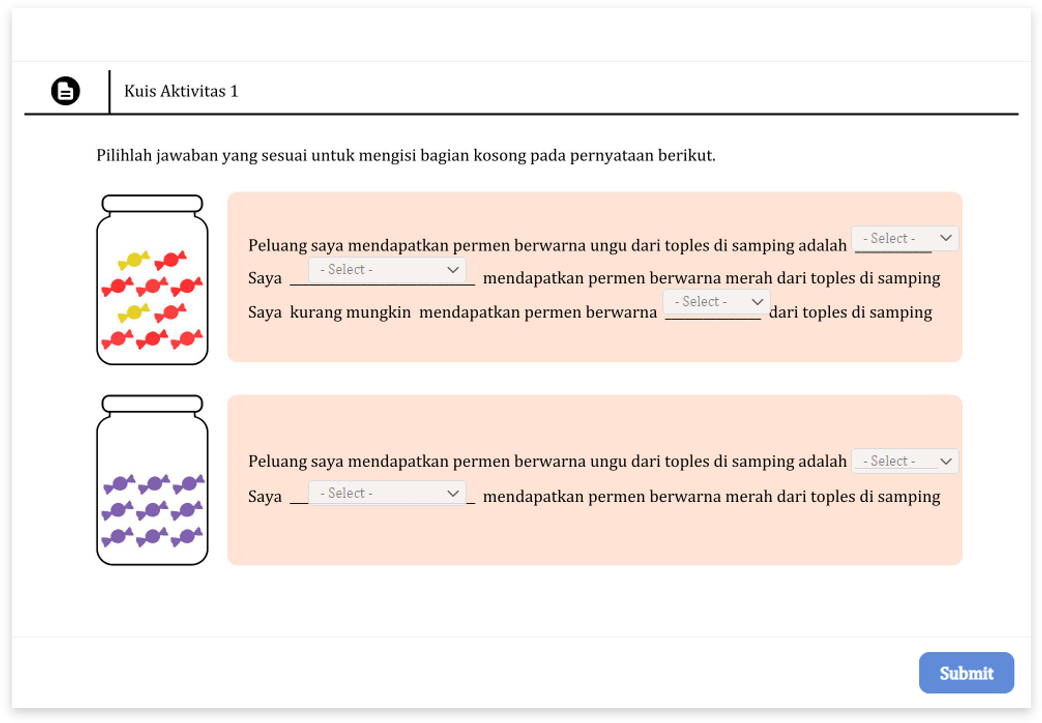 Kuis Aktivitas 1
Pilihlah jawaban yang sesuai untuk mengisi bagian kosong pada pernyataan berikut.
Peluang saya mendapatkan permen berwarna ungu dari toples di samping adalah - Select -
Saya - Select - mendapatkan permen berwarna merah dari toples di samping
Saya kurang mungkin mendapatkan permen berwarna - Select - dari toples di samping
Peluang saya mendapatkan permen berwarna ungu dari toples di samping adalah - Select -
Saya - Select - mendapatkan permen berwarna merah dari toples di samping
Submit